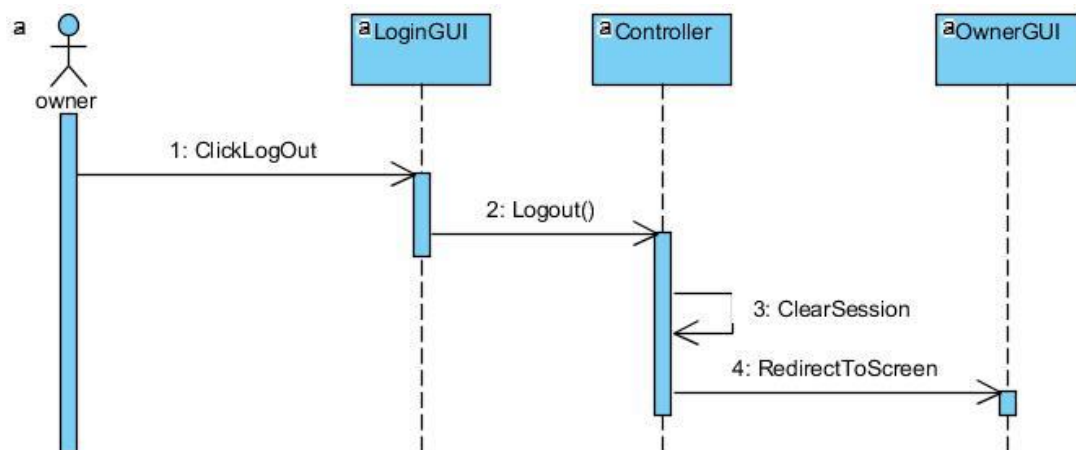 a
owner
a LoginGUI
a Controller
a OwnerGUI
1: ClickLogOut
2: Logout()
3: ClearSession
4: RedirectToScreen